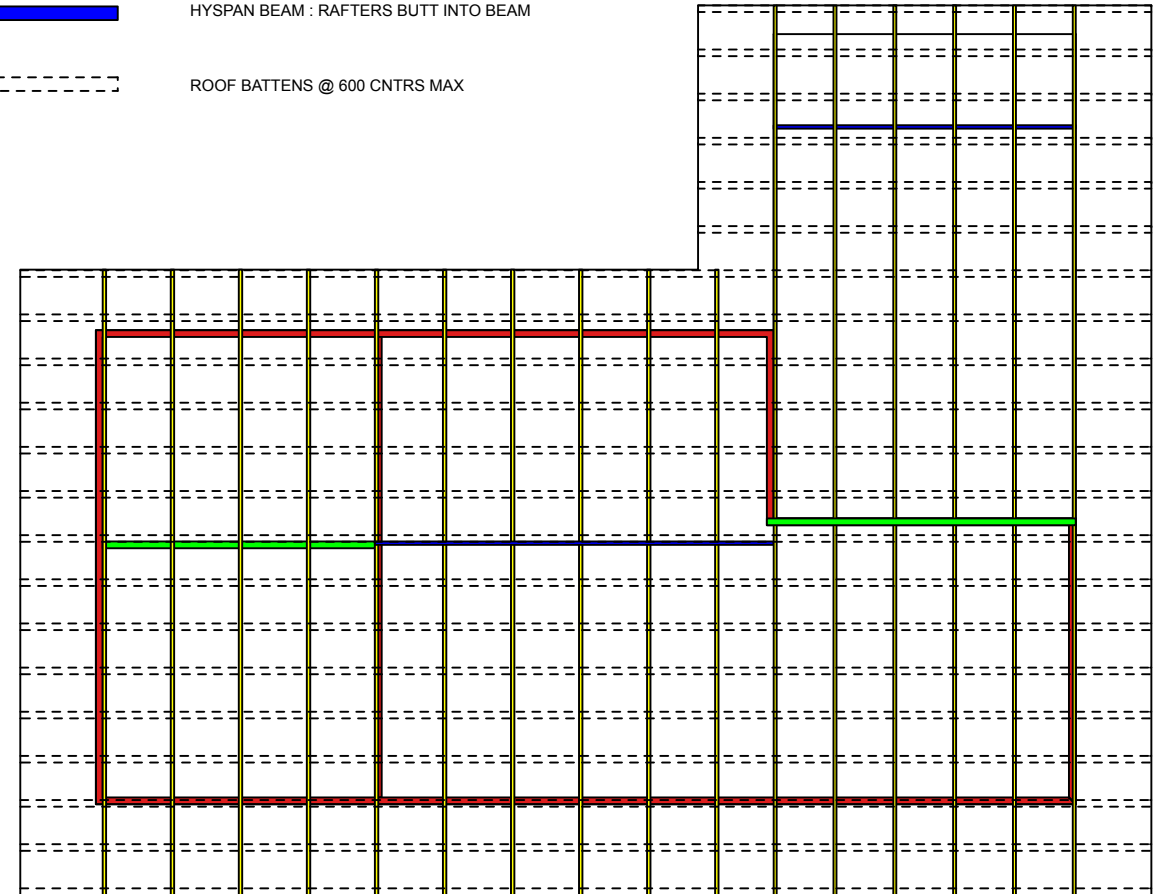 HYSPAN BEAM : RAFTERS BUTT INTO BEAM
ROOF BATTENS @ 600 CNTRS MAX